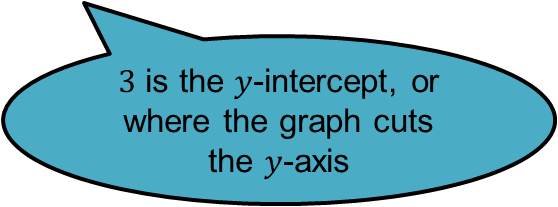 3 is the y-intercept, or
where the graph cuts
the y-axis